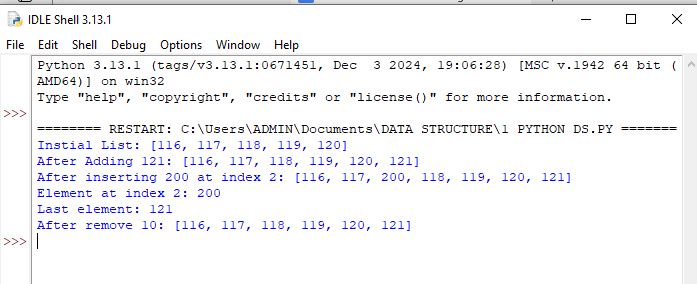 IDLE Shell 3.13.1
File Edit Shell Debug Options Window Help
Python 3.13.1 (tags/v3.13.1:0671451, Dec  3 2024, 19:06:28) [MSC v.1942 64 bit (
AMD64)] on win32
Type "help", "copyright", "credits" or "license()" for more information.
>>>
======== RESTART: C:\Users\ADMIN\Documents\DATA STRUCTURE\1 PYTHON DS.PY =======
Instial List: [116, 117, 118, 119, 120]
After Adding 121: [116, 117, 118, 119, 120, 121]
After inserting 200 at index 2: [116, 117, 200, 118, 119, 120, 121]
Element at index 2: 200
Last element: 121
After remove 10: [116, 117, 118, 119, 120, 121]
>>>